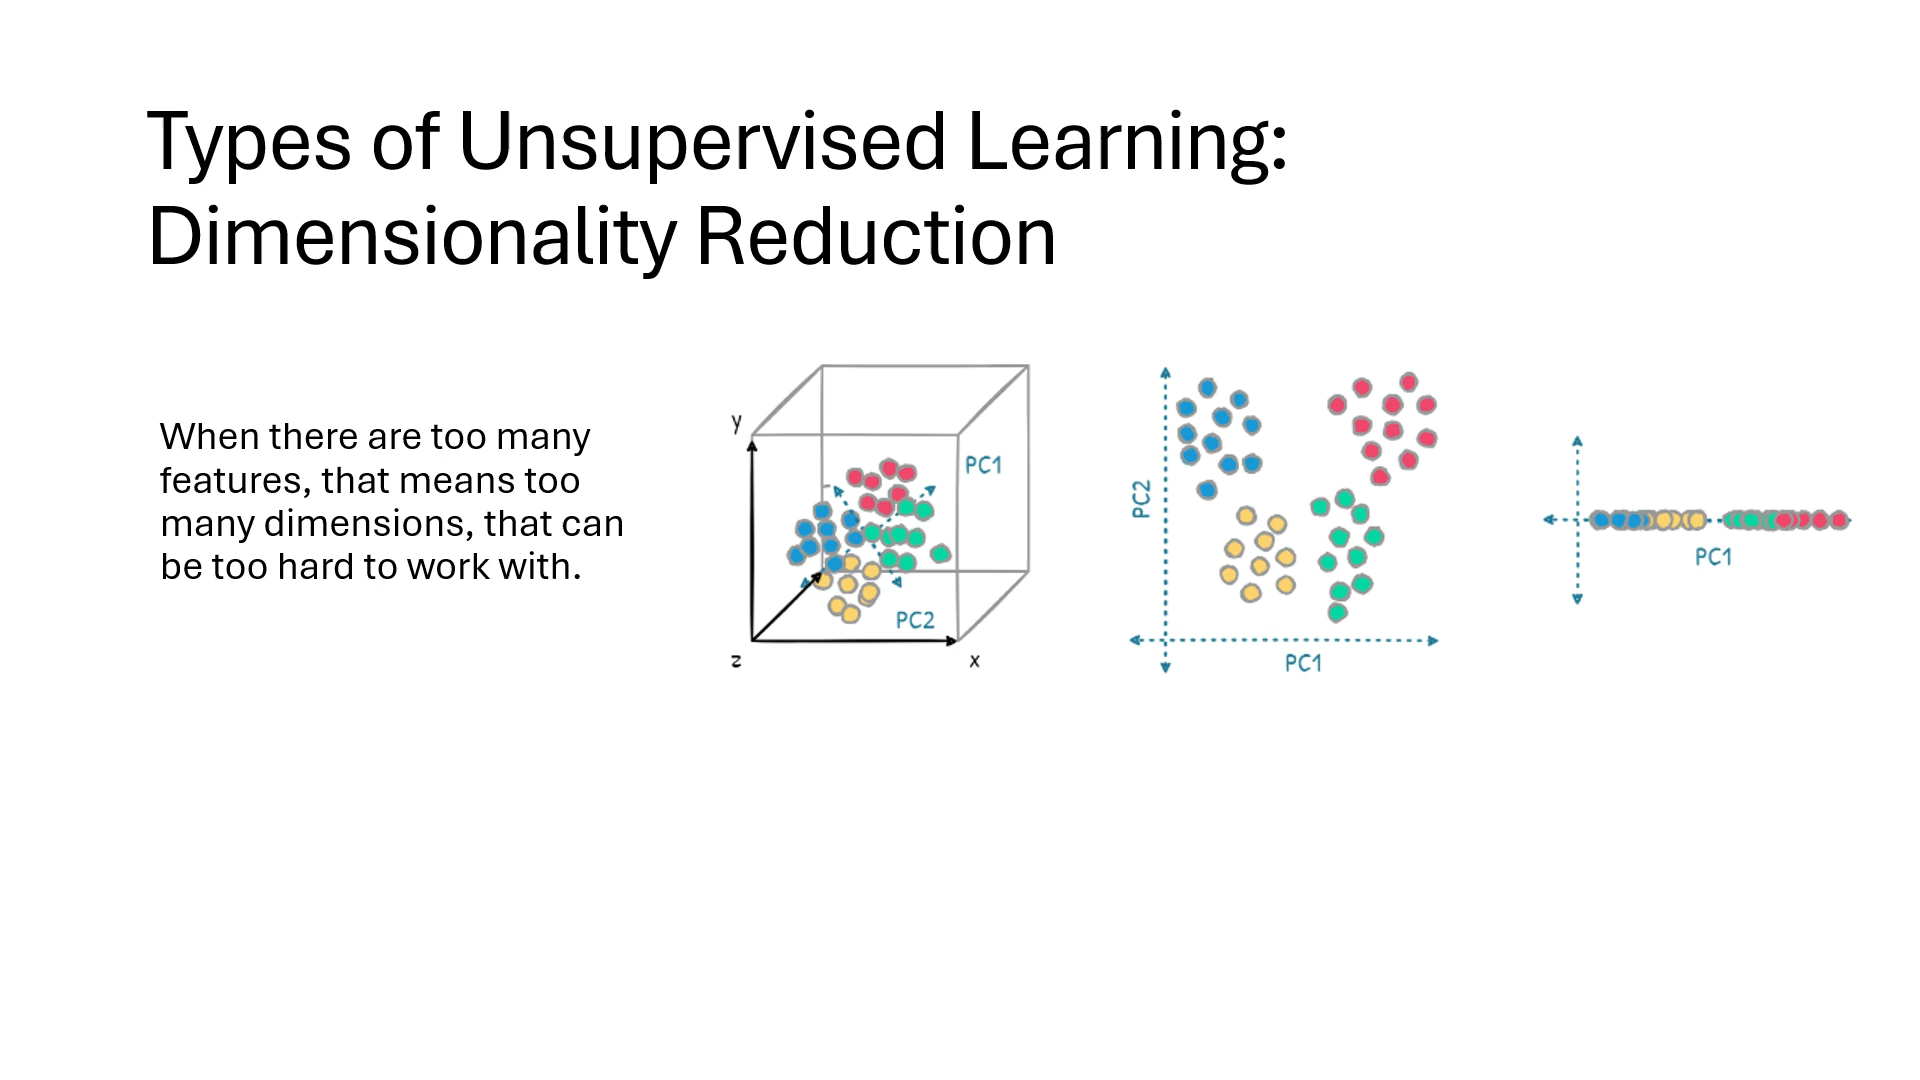 Types of Unsupervised Learning:
Dimensionality Reduction
When there are too many
features, that means too
many dimensions, that can
be too hard to work with.
y
PC1
PC2
z
x
PC2
PC1
PC1